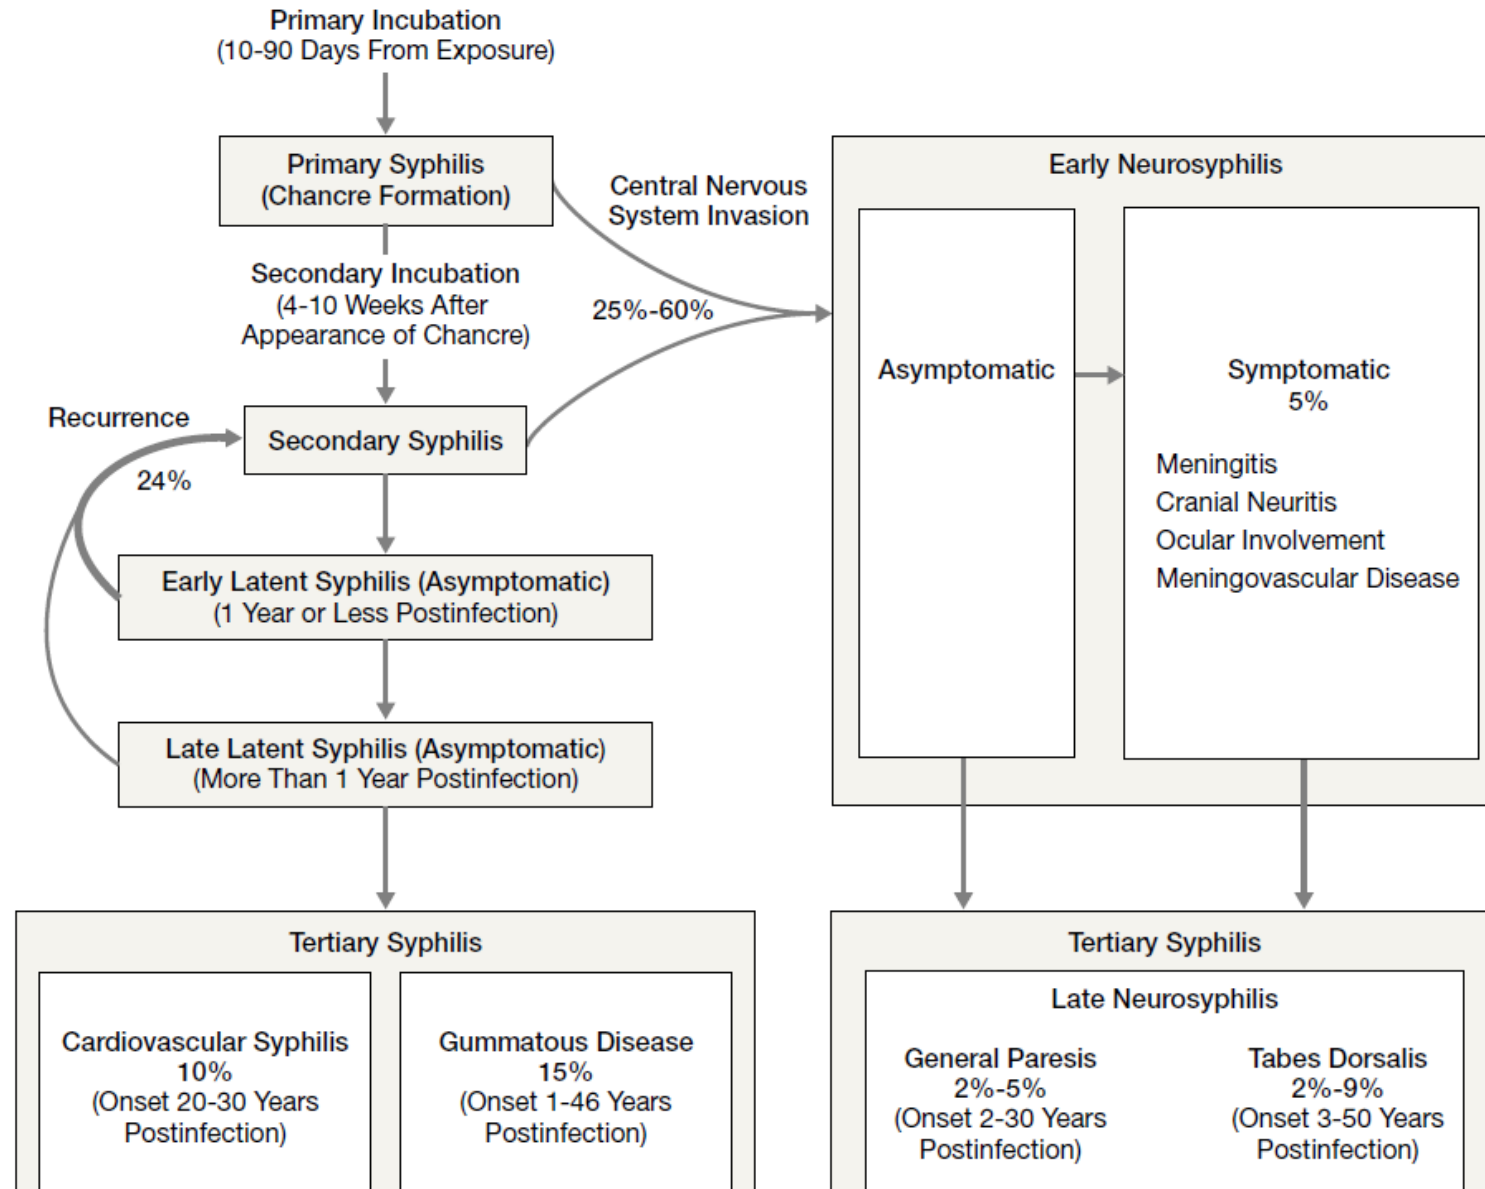 Primary Incubation
(10-90 Days From Exposure)
Primary Syphilis
(Chancre Formation)
Central Nervous
System Invasion
25%-60%
Secondary Incubation
(4-10 Weeks After
Appearance of Chancre)
Recurrence
24%
Secondary Syphilis
Early Latent Syphilis (Asymptomatic)
(1 Year or Less Postinfection)
Late Latent Syphilis (Asymptomatic)
(More Than 1 Year Postinfection)
Early Neurosyphilis
Asymptomatic
Symptomatic
5%
Meningitis
Cranial Neuritis
Ocular Involvement
Meningovascular Disease
Tertiary Syphilis
Cardiovascular Syphilis
10%
(Onset 20-30 Years
Postinfection)
Gummatous Disease
15%
(Onset 1-46 Years
Postinfection)
Tertiary Syphilis
Late Neurosyphilis
General Paresis
2%-5%
(Onset 2-30 Years
Postinfection)
Tabes Dorsalis
2%-9%
(Onset 3-50 Years
Postinfection)